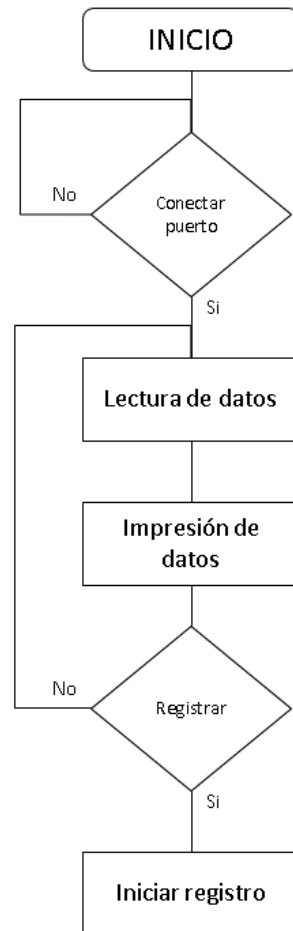 INICIO
Conectar
puerto
No
Si
Lectura de datos
Impresión de
datos
Registrar
No
Si
Iniciar registro